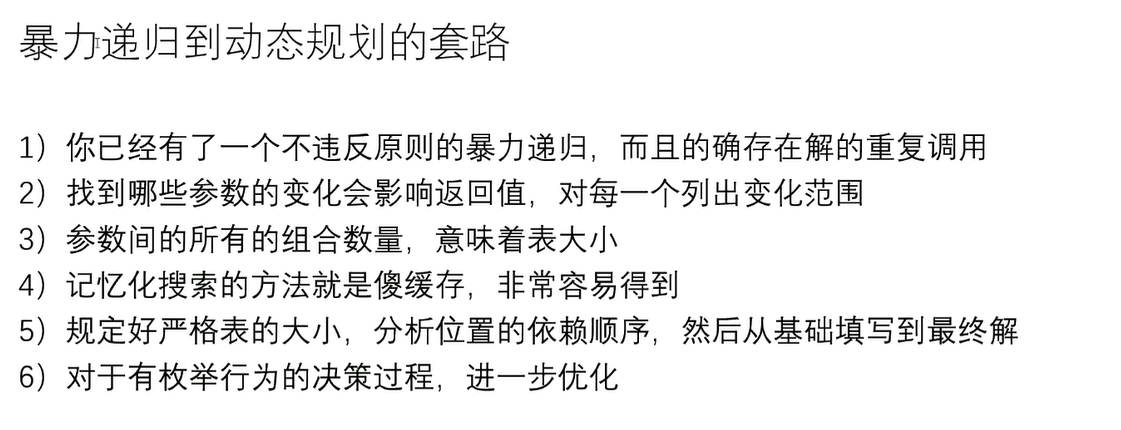 暴力递归到动态规划的套路
1）你已经有了一个不违反原则的暴力递归，而且的确存在解的重复调用
2）找到哪些参数的变化会影响返回值，对每一个列出变化范围
3）参数间的所有的组合数量，意味着表大小
4）记忆化搜索的方法就是傻缓存，非常容易得到
5）规定好严格表的大小，分析位置的依赖顺序，然后从基础填写到最终解
6）对于有枚举行为的决策过程，进一步优化